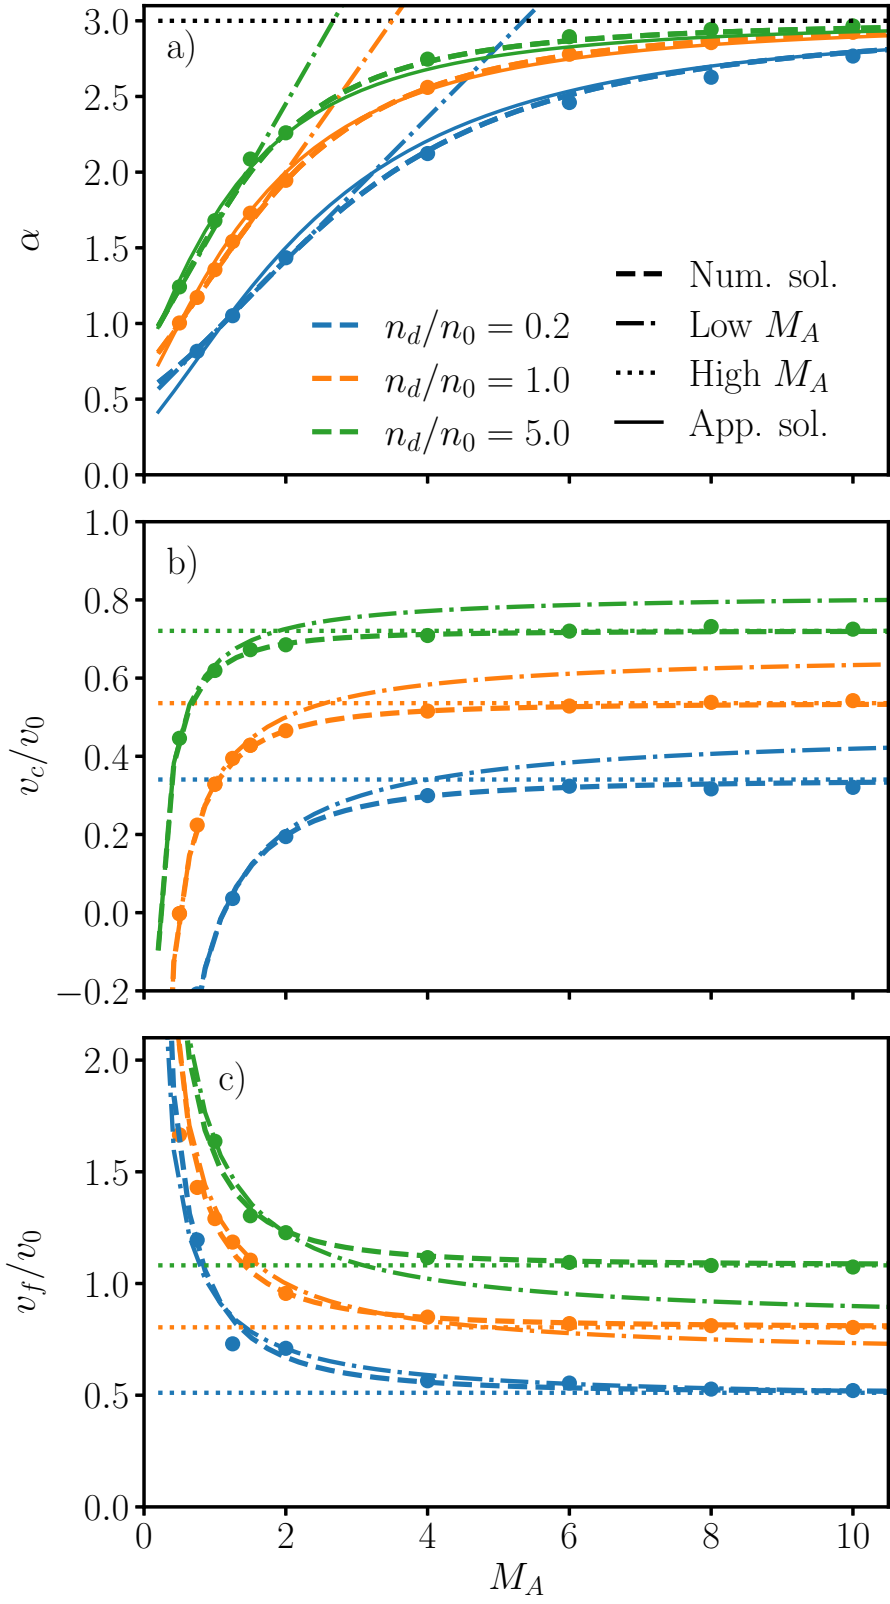 a)
3.0
2.5
2.0
1.5
1.0
0.5
0.0
α
n_d/n_0 = 0.2
n_d/n_0 = 1.0
n_d/n_0 = 5.0
Num. sol.
Low M_A
High M_A
App. sol.
b)
1.0
0.8
0.6
0.4
0.2
0.0
−0.2
v_c/v_0
c)
2.0
1.5
1.0
0.5
0.0
v_f/v_0
0 2 4 6 8 10
M_A